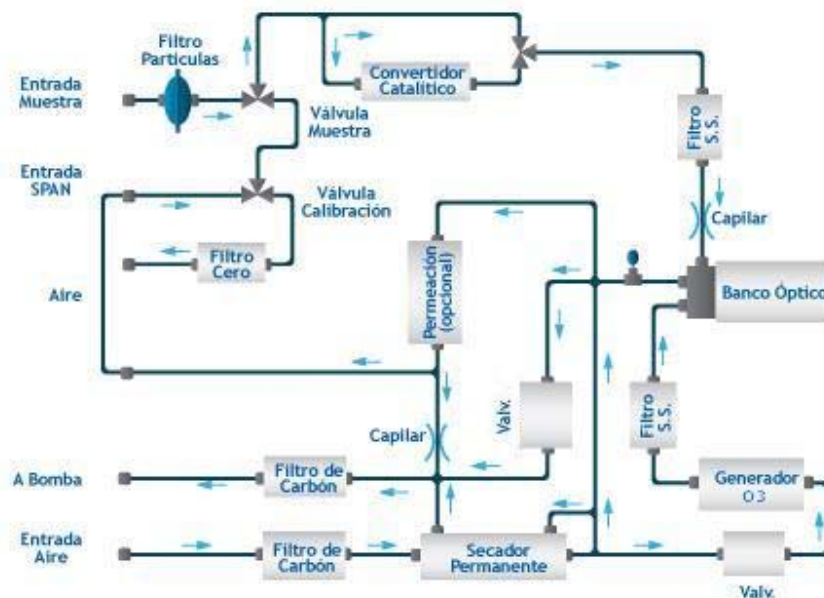 Filtro
Partículas
Entrada
Muestra
Convertidor
Catalítico
Válvula
Muestra
Filtro
S.S.
Entrada
SPAN
Válvula
Calibración
Capilar
Filtro
Cero
Permeación
(opcional)
Aire
Banco Óptico
Valv.
Filtro
S.S.
Capilar
A Bomba
Filtro de
Carbón
Generador
O3
Entrada
Aire
Filtro de
Carbón
Secador
Permanente
Valv.